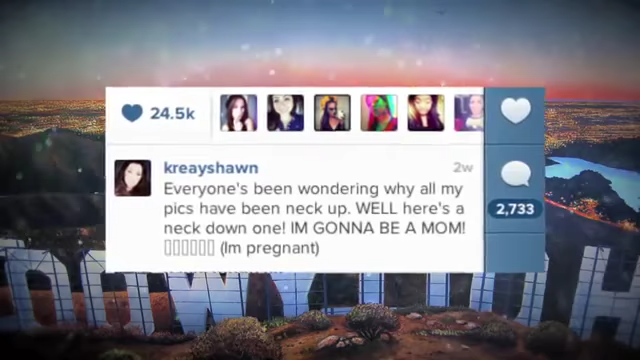 24.5k
kreayshawn 2w
Everyone's been wondering why all my
pics have been neck up. WELL here's a
neck down one! IM GONNA BE A MOM!
(Im pregnant)
2,733